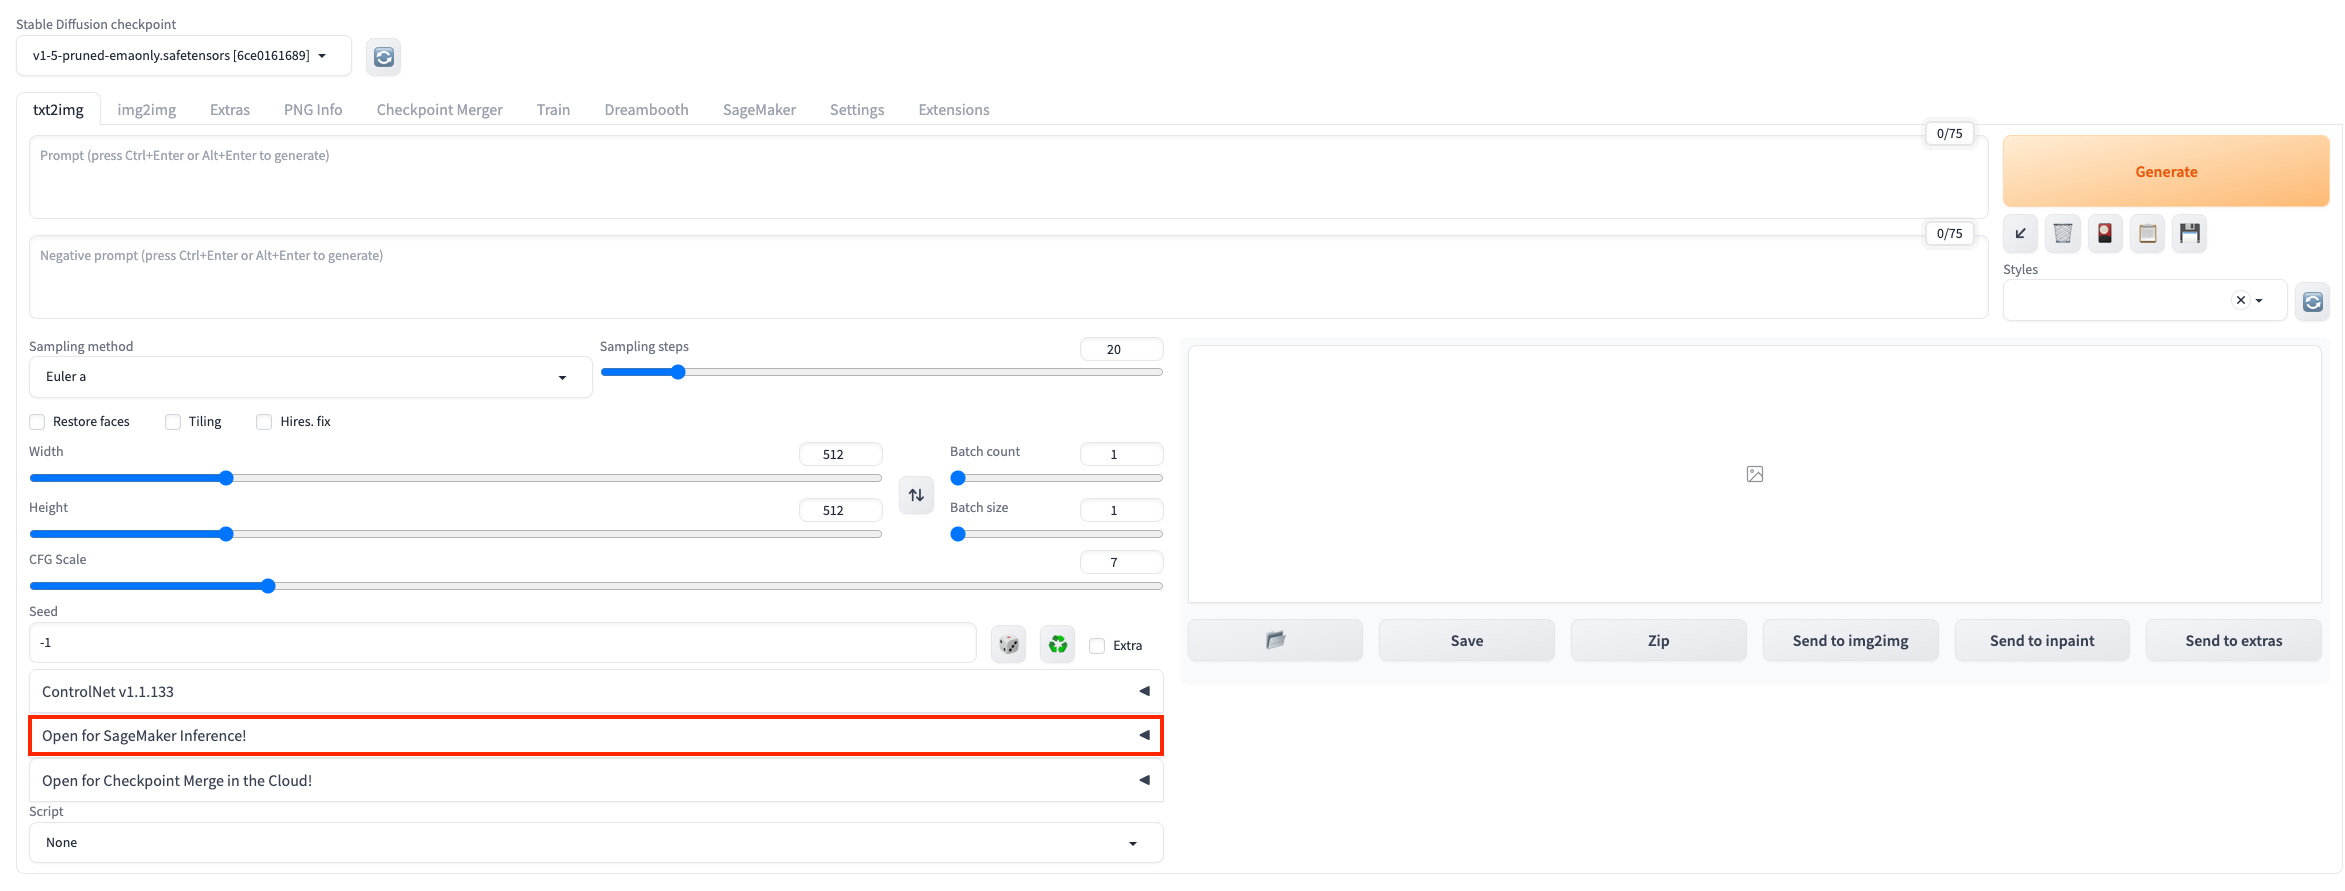 Stable Diffusion checkpoint
v1-5-pruned-emaonly.safetensors [6ce0161689]
txt2img img2img Extras PNG Info Checkpoint Merger Train Dreambooth SageMaker Settings Extensions
0/75
Prompt (press Ctrl+Enter or Alt+Enter to generate)
Generate
0/75
Negative prompt (press Ctrl+Enter or Alt+Enter to generate)
Styles
Sampling method
Euler a
Sampling steps
20
Restore faces Tiling Hires. fix
Width
512
Batch count
1
Height
512
Batch size
1
CFG Scale
7
Seed
-1
Extra
Save Zip Send to img2img Send to inpaint Send to extras
ControlNet v1.1.133
Open for SageMaker Inference!
Open for Checkpoint Merge in the Cloud!
Script
None